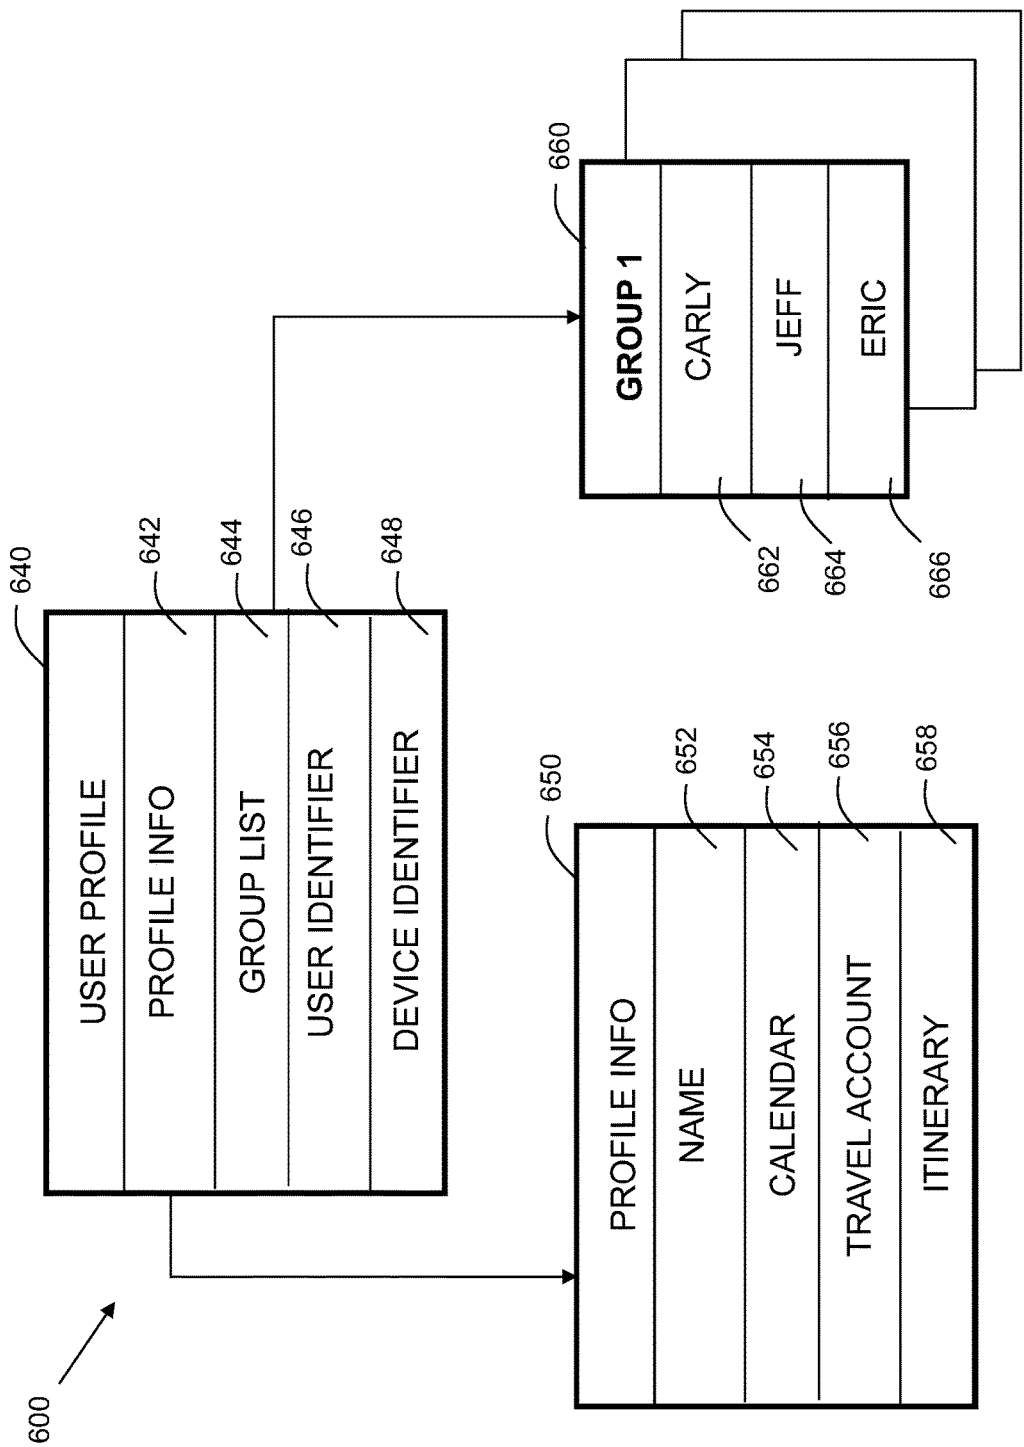 600
640
USER PROFILE
PROFILE INFO
642
GROUP LIST
644
USER IDENTIFIER
646
DEVICE IDENTIFIER
648
650
PROFILE INFO
NAME
652
CALENDAR
654
TRAVEL ACCOUNT
656
ITINERARY
658
660
GROUP 1
662
CARLY
664
JEFF
666
ERIC